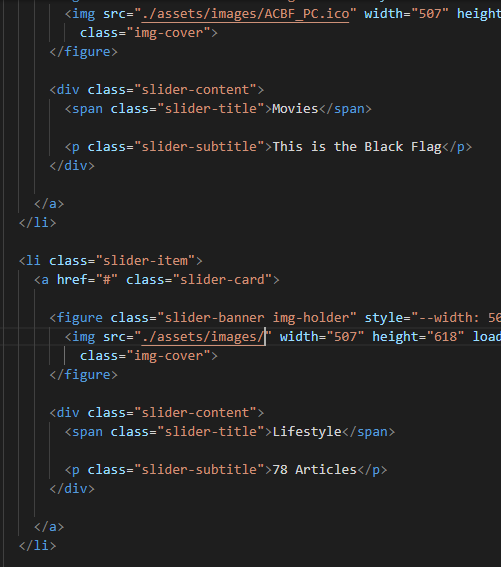 <img src="./assets/images/ACBF_PC.ico" width="507" height
class="img-cover">
</figure>
<div class="slider-content">
<span class="slider-title">Movies</span>
<p class="slider-subtitle">This is the Black Flag</p>
</div>
</a>
</li>
<li class="slider-item">
<a href="#" class="slider-card">
<figure class="slider-banner img-holder" style="--width: 50
<img src="./assets/images/" width="507" height="618" load
class="img-cover">
</figure>
<div class="slider-content">
<span class="slider-title">Lifestyle</span>
<p class="slider-subtitle">78 Articles</p>
</div>
</a>
</li>